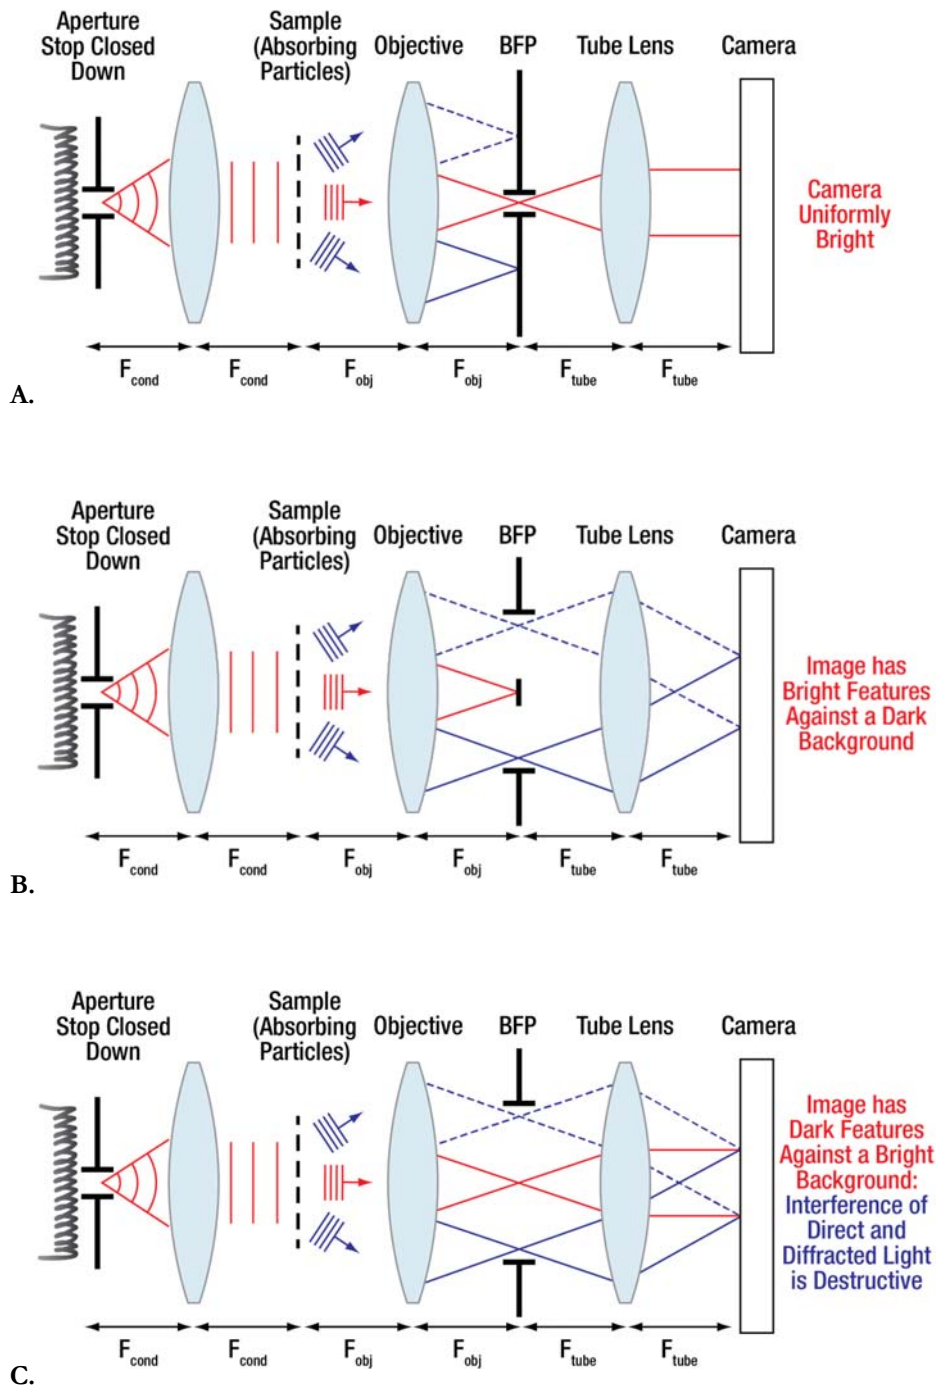 Aperture
Stop Closed
Down
Sample
(Absorbing
Particles)
Objective
BFP
Tube Lens
Camera
Camera
Uniformly
Bright
Fcond
Fcond
Fobj
Fobj
Ftube
Ftube
A.
Aperture
Stop Closed
Down
Sample
(Absorbing
Particles)
Objective
BFP
Tube Lens
Camera
Image has
Bright Features
Against a Dark
Background
Fcond
Fcond
Fobj
Fobj
Ftube
Ftube
B.
Aperture
Stop Closed
Down
Sample
(Absorbing
Particles)
Objective
BFP
Tube Lens
Camera
Image has
Dark Features
Against a Bright
Background:
Interference of
Direct and
Diffracted Light
is Destructive
Fcond
Fcond
Fobj
Fobj
Ftube
Ftube
C.